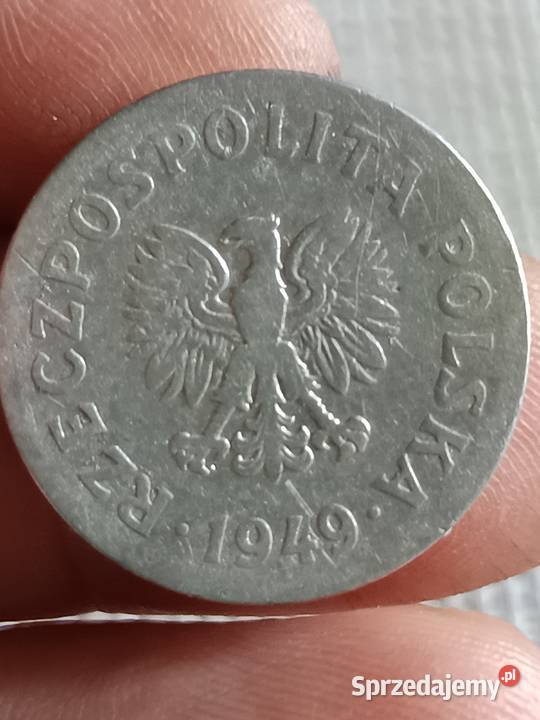 RZECZPOSPOLITA POLSKA
· 1949 ·
Sprzedajemy.pl